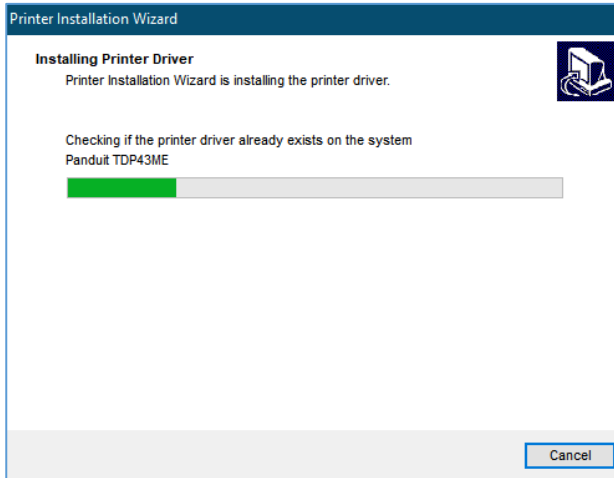 Printer Installation Wizard
Installing Printer Driver
Printer Installation Wizard is installing the printer driver.
Checking if the printer driver already exists on the system
Panduit TDP43ME
Cancel